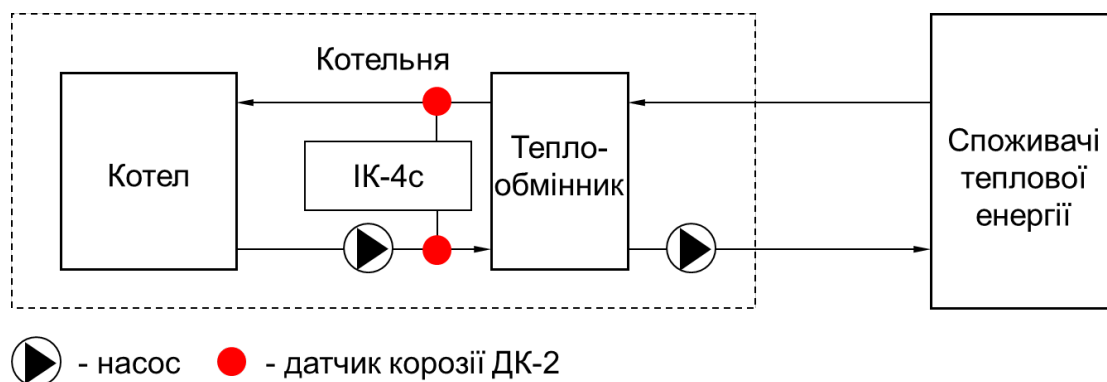 Котельня
Котел
ІК-4с
Тепло-
обмінник
Споживачі
теплової
енергії
- насос
- датчик корозії ДК-2